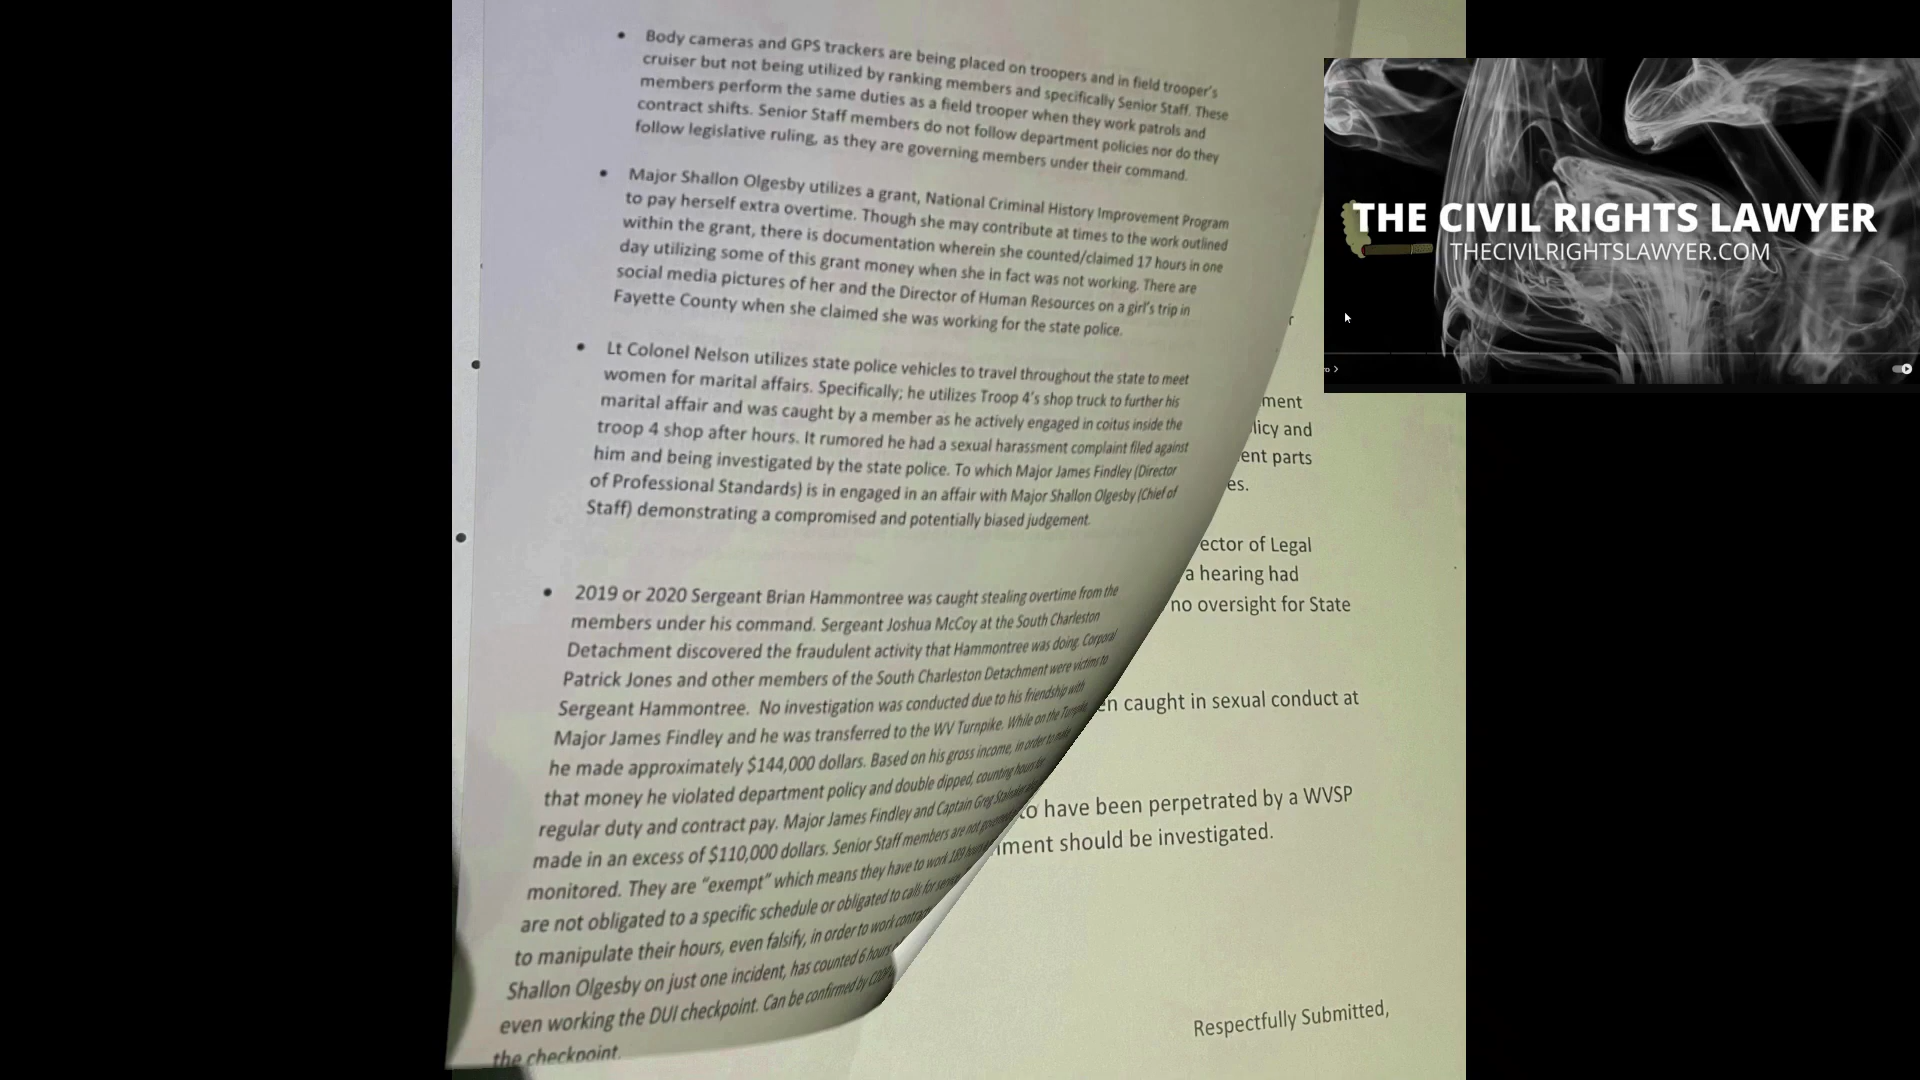 • Body cameras and GPS trackers are being placed on troopers and in field trooper's
cruiser but not being utilized by ranking members and specifically Senior Staff. These
members perform the same duties as a field trooper when they work patrols and
contract shifts. Senior Staff members do not follow department policies nor do they
follow legislative ruling, as they are governing members under their command.
• Major Shallon Olgesby utilizes a grant, National Criminal History Improvement Program
to pay herself extra overtime. Though she may contribute at times to the work outlined
within the grant, there is documentation wherein she counted/claimed 17 hours in one
day utilizing some of this grant money when she in fact was not working. There are
social media pictures of her and the Director of Human Resources on a girl's trip in
Fayette County when she claimed she was working for the state police.
• Lt Colonel Nelson utilizes state police vehicles to travel throughout the state to meet
women for marital affairs. Specifically; he utilizes Troop 4's shop truck to further his
marital affair and was caught by a member as he actively engaged in coitus inside the
troop 4 shop after hours. It rumored he had a sexual harassment complaint filed against
him and being investigated by the state police. To which Major James Findley (Director
of Professional Standards) is in engaged in an affair with Major Shallon Olgesby (Chief of
Staff) demonstrating a compromised and potentially biased judgement.
• 2019 or 2020 Sergeant Brian Hammontree was caught stealing overtime from the
members under his command. Sergeant Joshua McCoy at the South Charleston
Detachment discovered the fraudulent activity that Hammontree was doing. Corporal
Patrick Jones and other members of the South Charleston Detachment were victims to
Sergeant Hammontree. No investigation was conducted due to his friendship with
Major James Findley and he was transferred to the WV Turnpike. While on the Turnpike,
he made approximately $144,000 dollars. Based on his gross income, in order to
that money he violated department policy and double dipped, counting hours for
regular duty and contract pay. Major James Findley and Captain Greg
made in an excess of $110,000 dollars. Senior Staff members are not
monitored. They are “exempt” which means they have to work 189
are not obligated to a specific schedule or obligated to calls for
to manipulate their hours, even falsify, in order to work
Shallon Olgesby on just one incident, has counted 6 hours
even working the DUI checkpoint. Can be confirmed by
the checkpoint.
r
ment
licy and
ent parts
es.
ector of Legal
a hearing had
no oversight for State
en caught in sexual conduct at
to have been perpetrated by a WVSP
ment should be investigated.
Respectfully Submitted,
THE CIVIL RIGHTS LAWYER
THECIVILRIGHTSLAWYER.COM